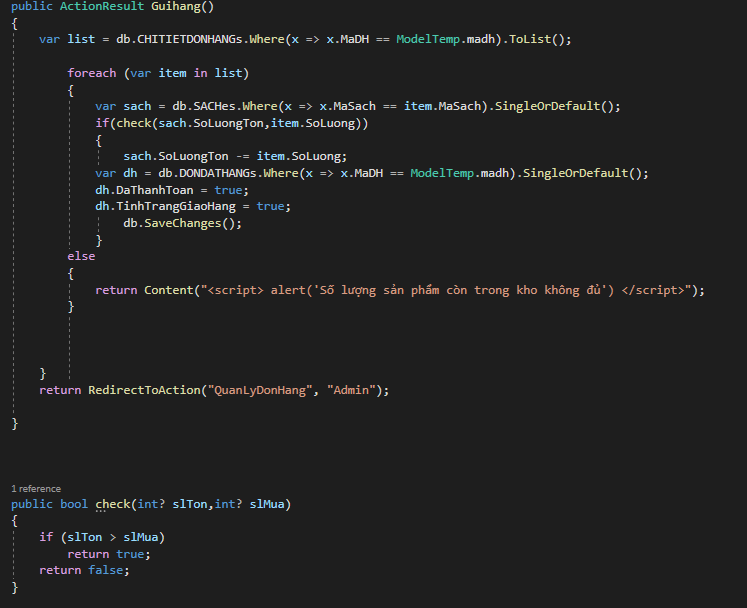 public ActionResult Guihang()
{
var list = db.CHITIETDONHANGs.Where(x => x.MaDH == ModelTemp.madh).ToList();
foreach (var item in list)
{
var sach = db.SACHes.Where(x => x.MaSach == item.MaSach).SingleOrDefault();
if(check(sach.SoLuongTon,item.SoLuong))
{
sach.SoLuongTon -= item.SoLuong;
var dh = db.DONDATHANGs.Where(x => x.MaDH == ModelTemp.madh).SingleOrDefault();
dh.DaThanhToan = true;
dh.TinhTrangGiaoHang = true;
db.SaveChanges();
}
else
{
return Content("<script> alert('Số lượng sản phẩm còn trong kho không đủ') </script>");
}
}
return RedirectToAction("QuanLyDonHang", "Admin");
}
1 reference
public bool check(int? slTon,int? slMua)
{
if (slTon > slMua)
return true;
return false;
}